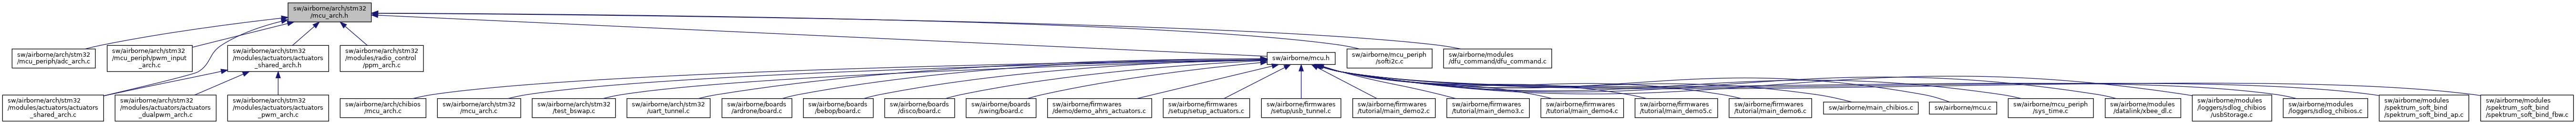 sw/airborne/arch/stm32
/mcu_arch.h
sw/airborne/arch/stm32
/mcu_periph/adc_arch.c
sw/airborne/arch/stm32
/mcu_periph/pwm_input
_arch.c
sw/airborne/arch/stm32
/modules/actuators/actuators
_shared_arch.h
sw/airborne/arch/stm32
/modules/radio_control
/ppm_arch.c
sw/airborne/mcu.h
sw/airborne/mcu_periph
/softi2c.c
sw/airborne/modules
/dfu_command/dfu_command.c
sw/airborne/arch/stm32
/modules/actuators/actuators
_shared_arch.c
sw/airborne/arch/stm32
/modules/actuators/actuators
_dualpwm_arch.c
sw/airborne/arch/stm32
/modules/actuators/actuators
_pwm_arch.c
sw/airborne/arch/chibios
/mcu_arch.c
sw/airborne/arch/stm32
/mcu_arch.c
sw/airborne/arch/stm32
/test_bswap.c
sw/airborne/arch/stm32
/uart_tunnel.c
sw/airborne/boards
/ardrone/board.c
sw/airborne/boards
/bebop/board.c
sw/airborne/boards
/disco/board.c
sw/airborne/boards
/swing/board.c
sw/airborne/firmwares
/demo/demo_ahrs_actuators.c
sw/airborne/firmwares
/setup/setup_actuators.c
sw/airborne/firmwares
/setup/usb_tunnel.c
sw/airborne/firmwares
/tutorial/main_demo2.c
sw/airborne/firmwares
/tutorial/main_demo3.c
sw/airborne/firmwares
/tutorial/main_demo4.c
sw/airborne/firmwares
/tutorial/main_demo5.c
sw/airborne/firmwares
/tutorial/main_demo6.c
sw/airborne/main_chibios.c
sw/airborne/mcu.c
sw/airborne/mcu_periph
/sys_time.c
sw/airborne/modules
/datalink/xbee_dl.c
sw/airborne/modules
/loggers/sdlog_chibios
/usbStorage.c
sw/airborne/modules
/loggers/sdlog_chibios.c
sw/airborne/modules
/spektrum_soft_bind
/spektrum_soft_bind_ap.c
sw/airborne/modules
/spektrum_soft_bind
/spektrum_soft_bind_fbw.c